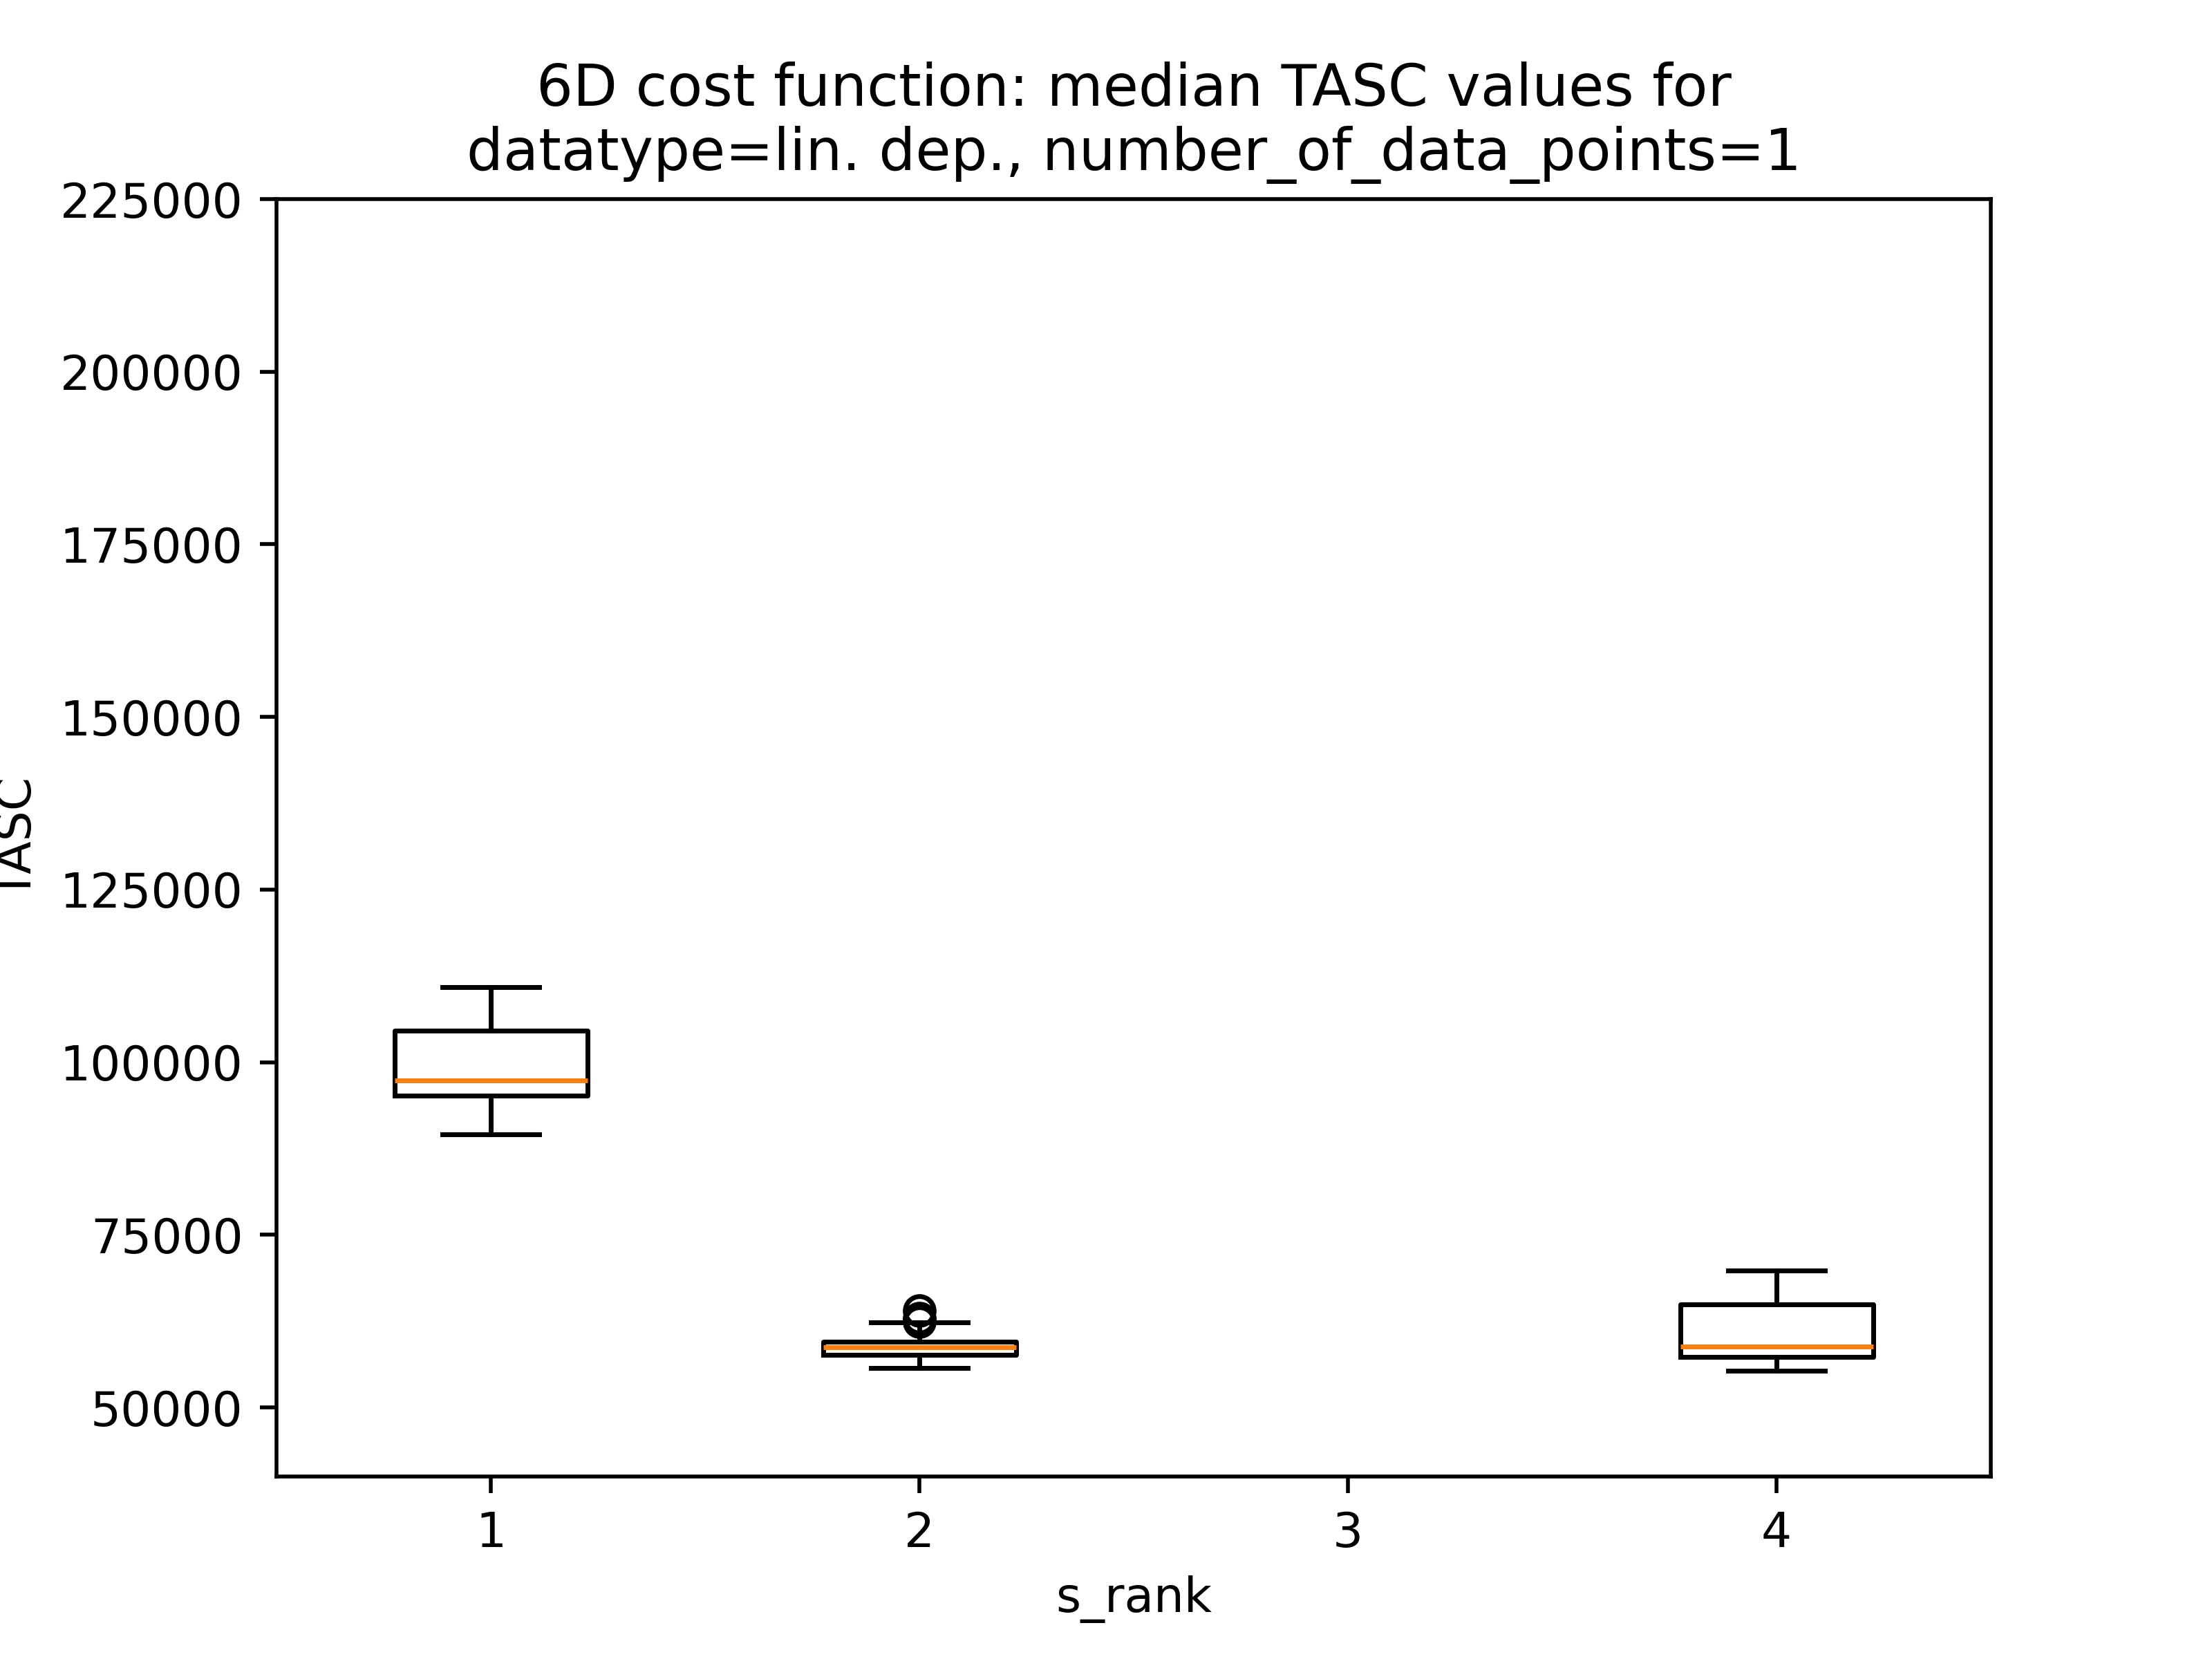 6D cost function: median TASC values for
datatype=lin. dep., number_of_data_points=1
225000
200000
175000
150000
125000
100000
75000
50000
TASC
1 2 3 4
s_rank